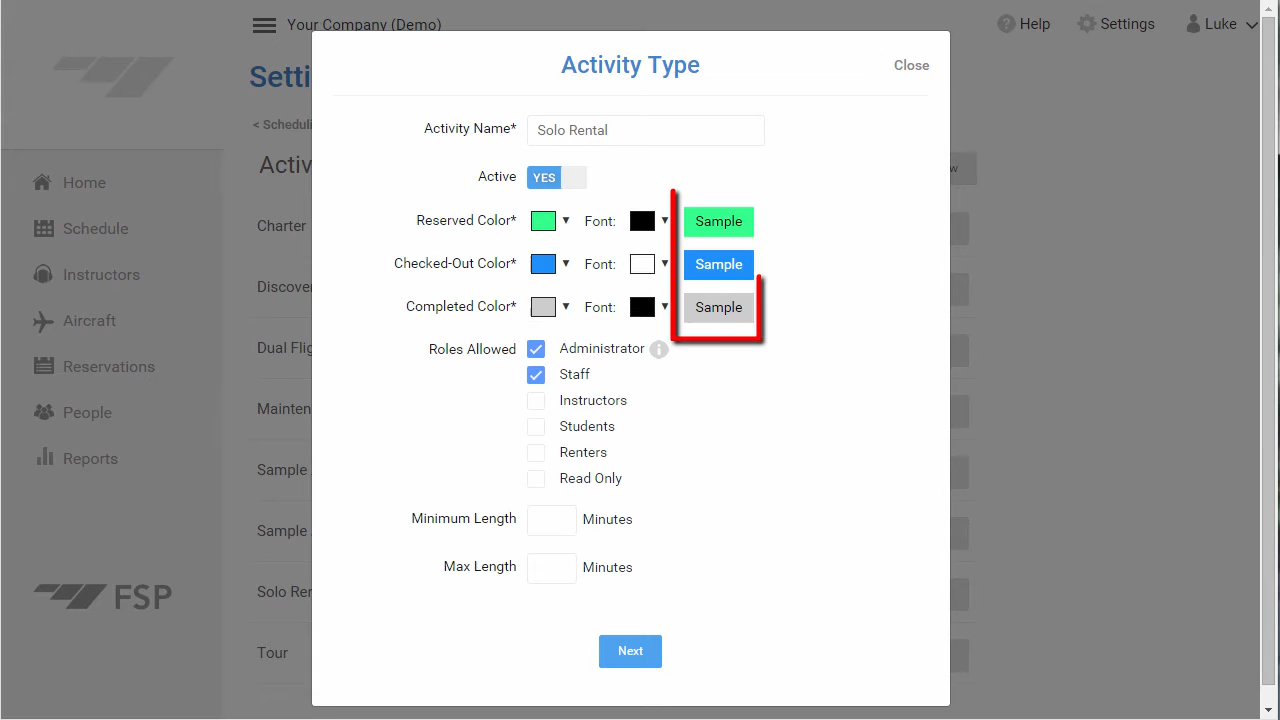 Your Company (Demo)
Help
Settings
Luke
Activity Type
Close
Setti
< Scheduli
Activ
w
Home
Schedule
Instructors
Aircraft
Reservations
People
Reports
FSP
Charter
Discove
Dual Flig
Mainten
Sample
Sample
Solo Ren
Tour
Activity Name* Solo Rental
Active YES
Reserved Color* Font: Sample
Checked-Out Color* Font: Sample
Completed Color* Font: Sample
Roles Allowed Administrator
Staff
Instructors
Students
Renters
Read Only
Minimum Length Minutes
Max Length Minutes
Next